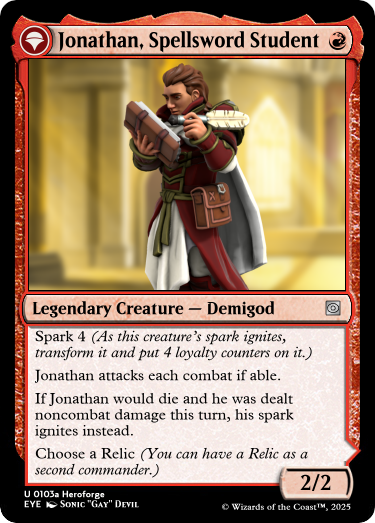 Jonathan, Spellsword Student
Legendary Creature — Demigod
Spark 4 (As this creature's spark ignites,
transform it and put 4 loyalty counters on it.)
Jonathan attacks each combat if able.
If Jonathan would die and he was dealt
noncombat damage this turn, his spark
ignites instead.
Choose a Relic (You can have a Relic as a
second commander.)
2/2
U 0103a Heroforge
EYE Sonic "Gay" Devil
© Wizards of the Coast™, 2025